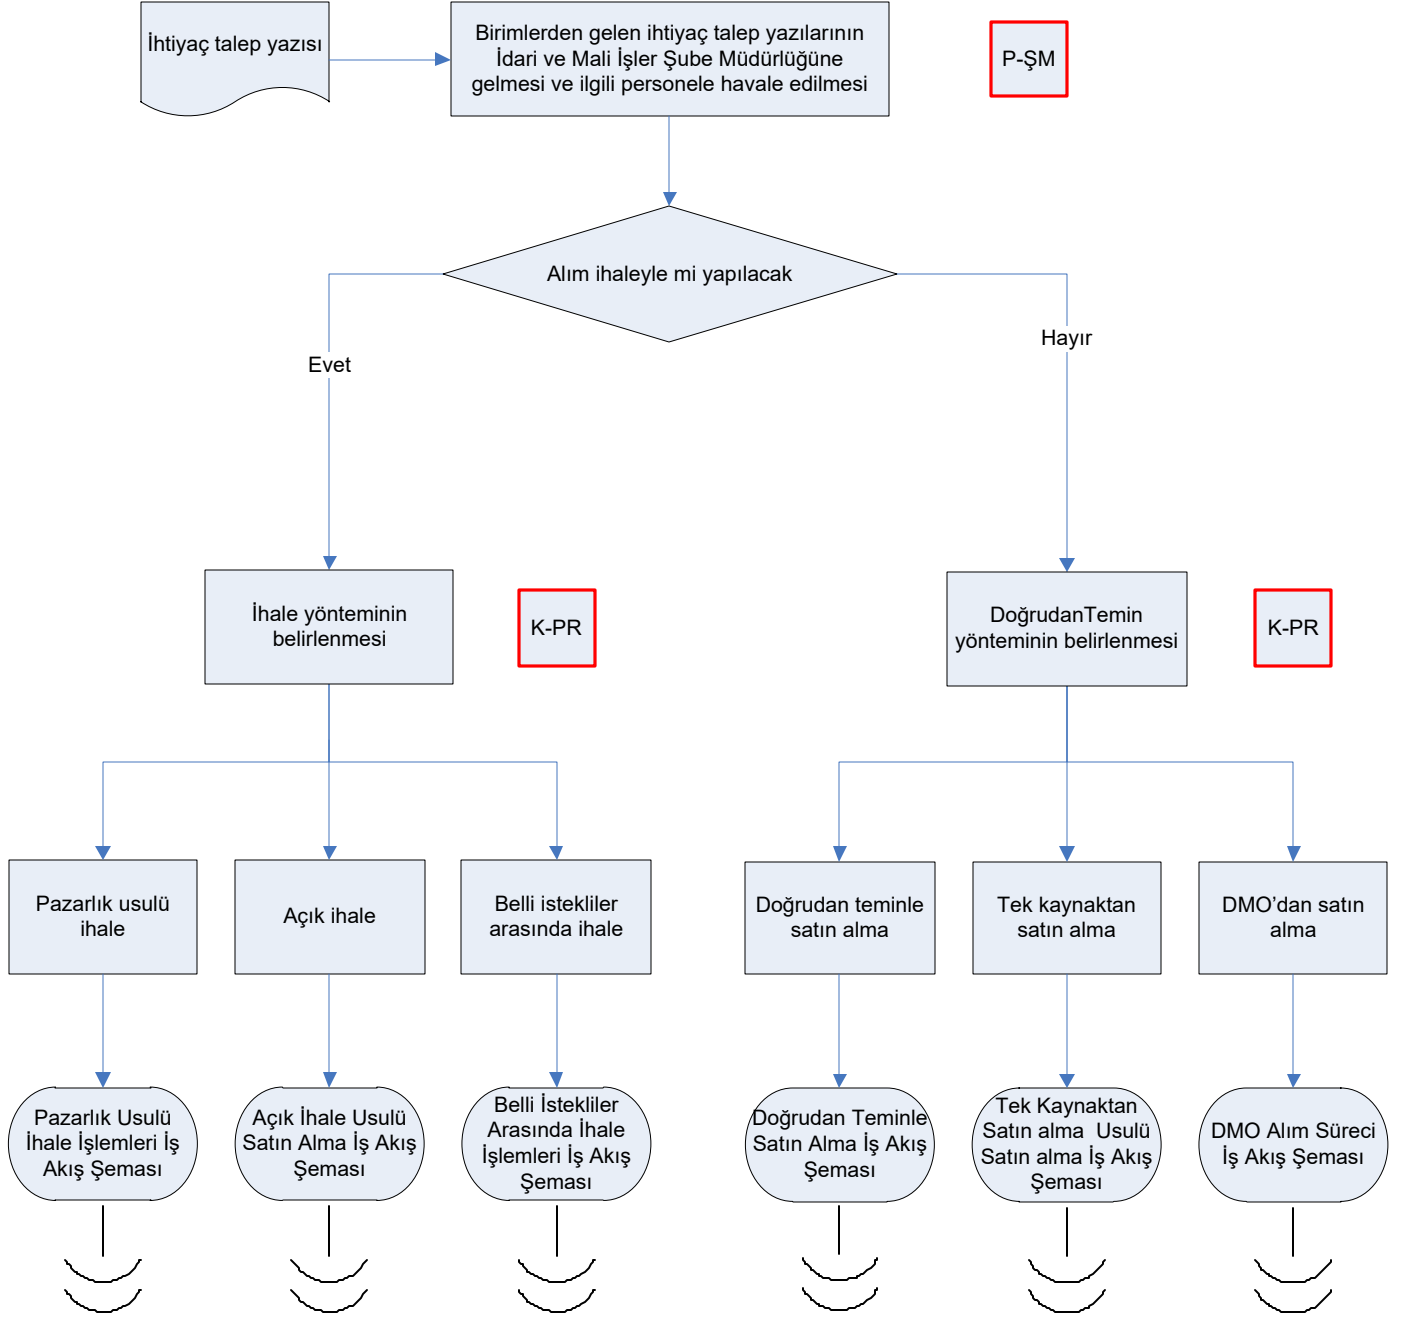 İhtiyaç talep yazısı
Birimlerden gelen ihtiyaç talep yazılarının
İdari ve Mali İşler Şube Müdürlüğüne
gelmesi ve ilgili personele havale edilmesi
P-ŞM
Alım ihaleyle mi yapılacak
Evet
Hayır
İhale yönteminin
belirlenmesi
K-PR
DoğrudanTemin
yönteminin belirlenmesi
K-PR
Pazarlık usulü
ihale
Açık ihale
Belli istekliler
arasında ihale
Doğrudan teminle
satın alma
Tek kaynaktan
satın alma
DMO’dan satın
alma
Pazarlık Usulü
İhale İşlemleri İş
Akış Şeması
Açık İhale Usulü
Satın Alma İş Akış
Şeması
Belli İstekliler
Arasında İhale
İşlemleri İş Akış
Şeması
Doğrudan Teminle
Satın Alma İş Akış
Şeması
Tek Kaynaktan
Satın alma  Usulü
Satın alma İş Akış
Şeması
DMO Alım Süreci
İş Akış Şeması